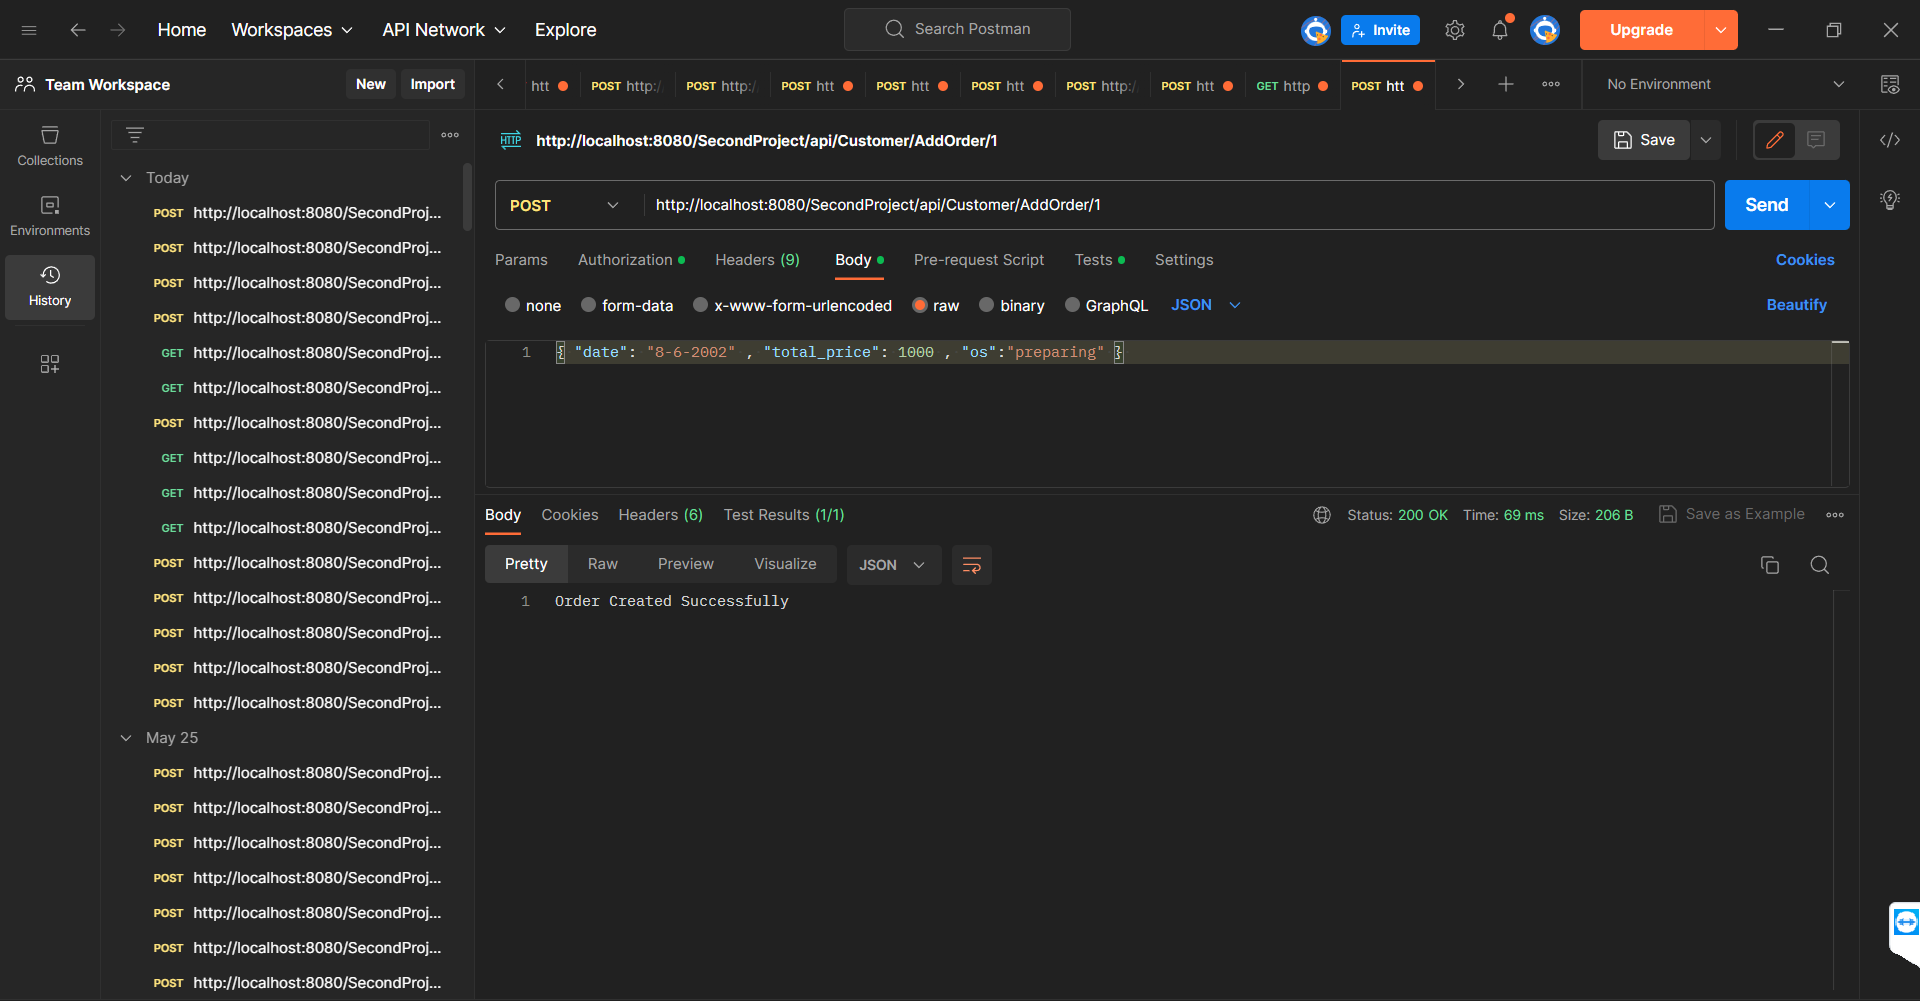 Home
Workspaces
API Network
Explore
Search Postman
Invite
Upgrade
Team Workspace
New
Import
htt
POST http:/
POST http:/
POST htt
POST htt
POST htt
POST http:/
POST htt
GET http
POST htt
No Environment
Collections
Environments
History
Today
POST http://localhost:8080/SecondProj...
POST http://localhost:8080/SecondProj...
POST http://localhost:8080/SecondProj...
POST http://localhost:8080/SecondProj...
GET http://localhost:8080/SecondProj...
GET http://localhost:8080/SecondProj...
POST http://localhost:8080/SecondProj...
GET http://localhost:8080/SecondProj...
GET http://localhost:8080/SecondProj...
GET http://localhost:8080/SecondProj...
POST http://localhost:8080/SecondProj...
POST http://localhost:8080/SecondProj...
POST http://localhost:8080/SecondProj...
POST http://localhost:8080/SecondProj...
POST http://localhost:8080/SecondProj...
May 25
POST http://localhost:8080/SecondProj...
POST http://localhost:8080/SecondProj...
POST http://localhost:8080/SecondProj...
POST http://localhost:8080/SecondProj...
POST http://localhost:8080/SecondProj...
POST http://localhost:8080/SecondProj...
POST http://localhost:8080/SecondProj...
HTTP http://localhost:8080/SecondProject/api/Customer/AddOrder/1
Save
POST http://localhost:8080/SecondProject/api/Customer/AddOrder/1
Send
Params Authorization Headers (9) Body Pre-request Script Tests Settings Cookies
none form-data x-www-form-urlencoded raw binary GraphQL JSON Beautify
1 { "date": "8-6-2002" , "total_price": 1000 , "os":"preparing" }
Body Cookies Headers (6) Test Results (1/1) Status: 200 OK Time: 69 ms Size: 206 B Save as Example
Pretty Raw Preview Visualize JSON
1 Order Created Successfully